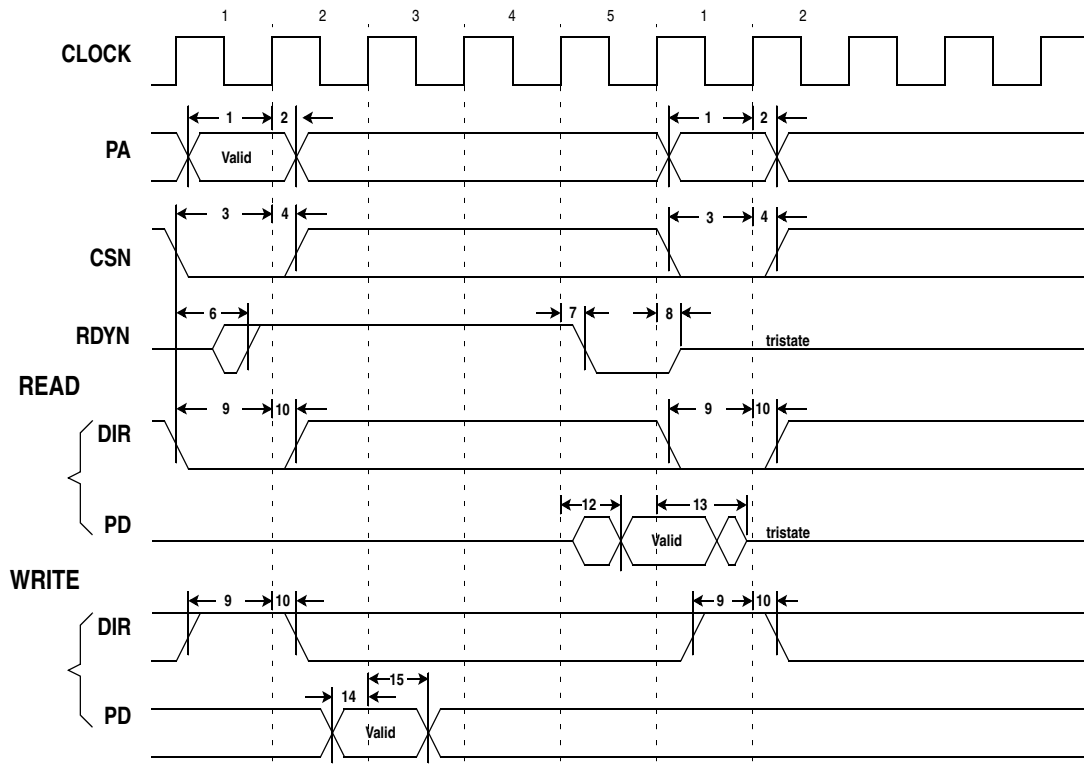 1 2 3 4 5 1 2
CLOCK
1 2 1 2
PA Valid
3 4 3 4
CSN
6 7 8
RDYN tristate
READ
9 10 9 10
DIR
12 13
PD Valid tristate
WRITE
9 10 9 10
DIR
15
14
PD Valid